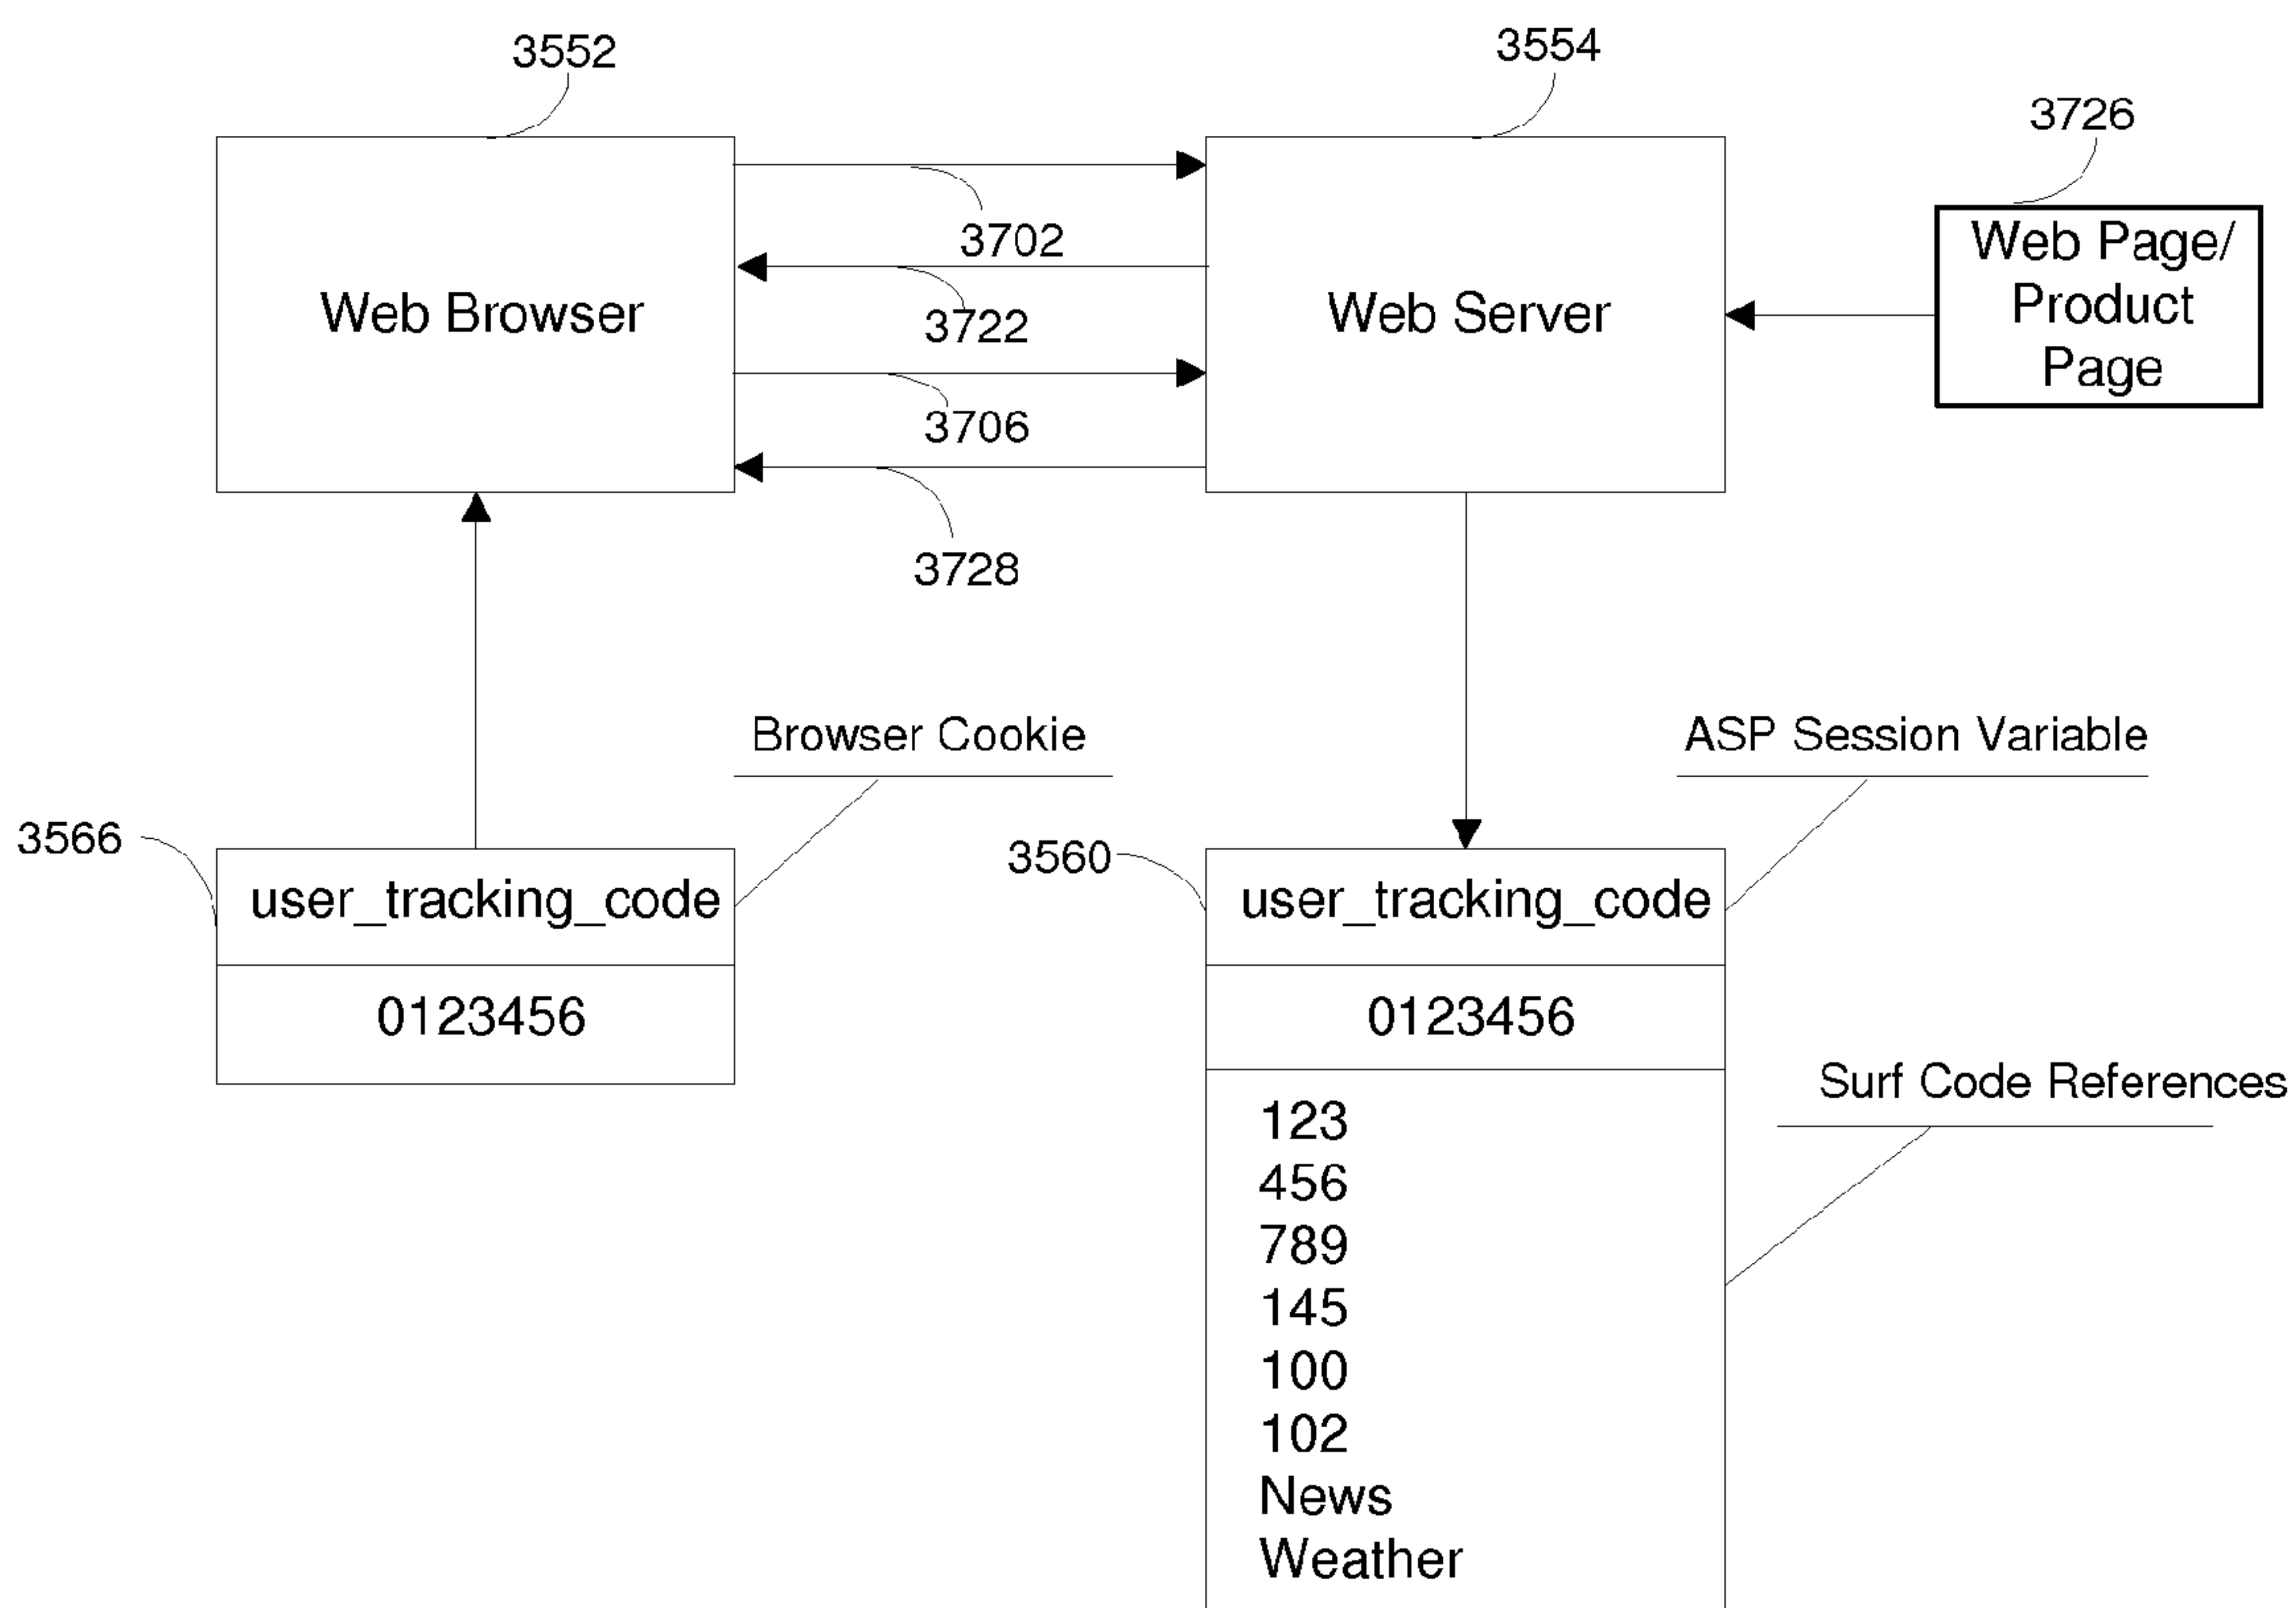 3552
3554
3726
Web Browser
3702
3722
3706
3728
Web Server
Web Page/
Product
Page
Browser Cookie
ASP Session Variable
3566
user_tracking_code
0123456
3560
user_tracking_code
0123456
Surf Code References
123
456
789
145
100
102
News
Weather